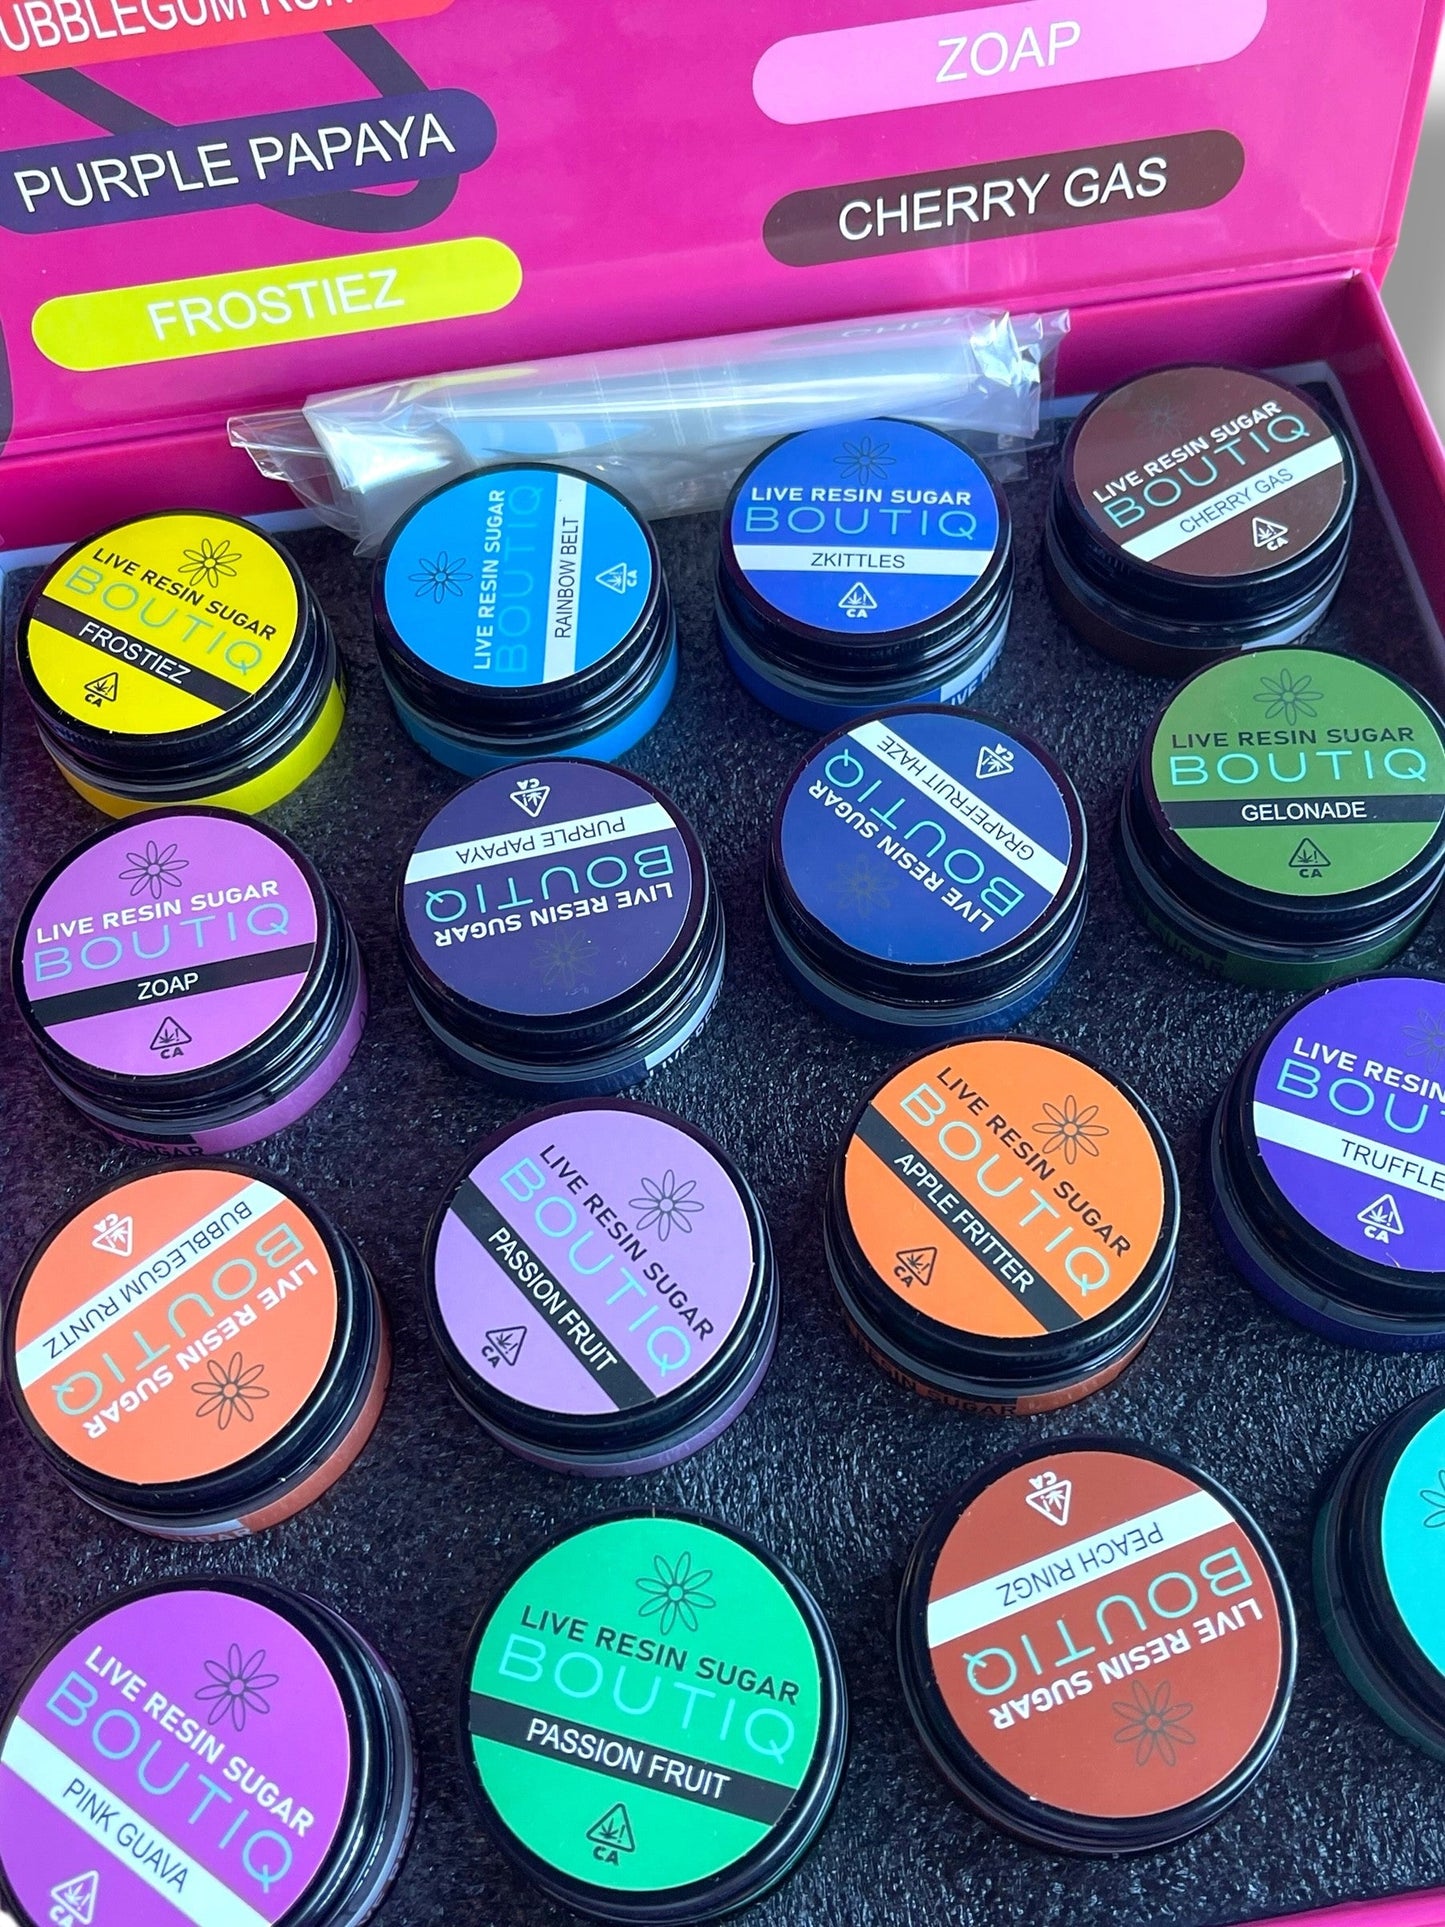 ZOAP
PURPLE PAPAYA
CHERRY GAS
FROSTIEZ
LIVE RESIN SUGAR
BOUTIQ
FROSTIEZ
CA
LIVE RESIN SUGAR
BOUTIQ
RAINBOW BELT
CA
LIVE RESIN SUGAR
BOUTIQ
ZKITTLES
CA
LIVE RESIN SUGAR
BOUTIQ
CHERRY GAS
CA
LIVE RESIN SUGAR
BOUTIQ
ZOAP
CA
LIVE RESIN SUGAR
BOUTIQ
PURPLE PAPAYA
CA
LIVE RESIN SUGAR
BOUTIQ
GRAPEFRUIT HAZE
CA
LIVE RESIN SUGAR
BOUTIQ
GELONADE
CA
SUGAR
LIVE RESIN SUGAR
BOUTIQ
BUBBLEGUM RUNTZ
CA
LIVE RESIN SUGAR
BOUTIQ
PASSION FRUIT
CA
LIVE RESIN SUGAR
BOUTIQ
APPLE FRITTER
CA
SUGAR
LIVE RESIN
TRUFFLE
CA
LIVE RESIN SUGAR
BOUTIQ
PINK GUAVA
CA
LIVE RESIN SUGAR
BOUTIQ
PASSION FRUIT
CA
LIVE RESIN SUGAR
BOUTIQ
PEACH RINGZ
CA